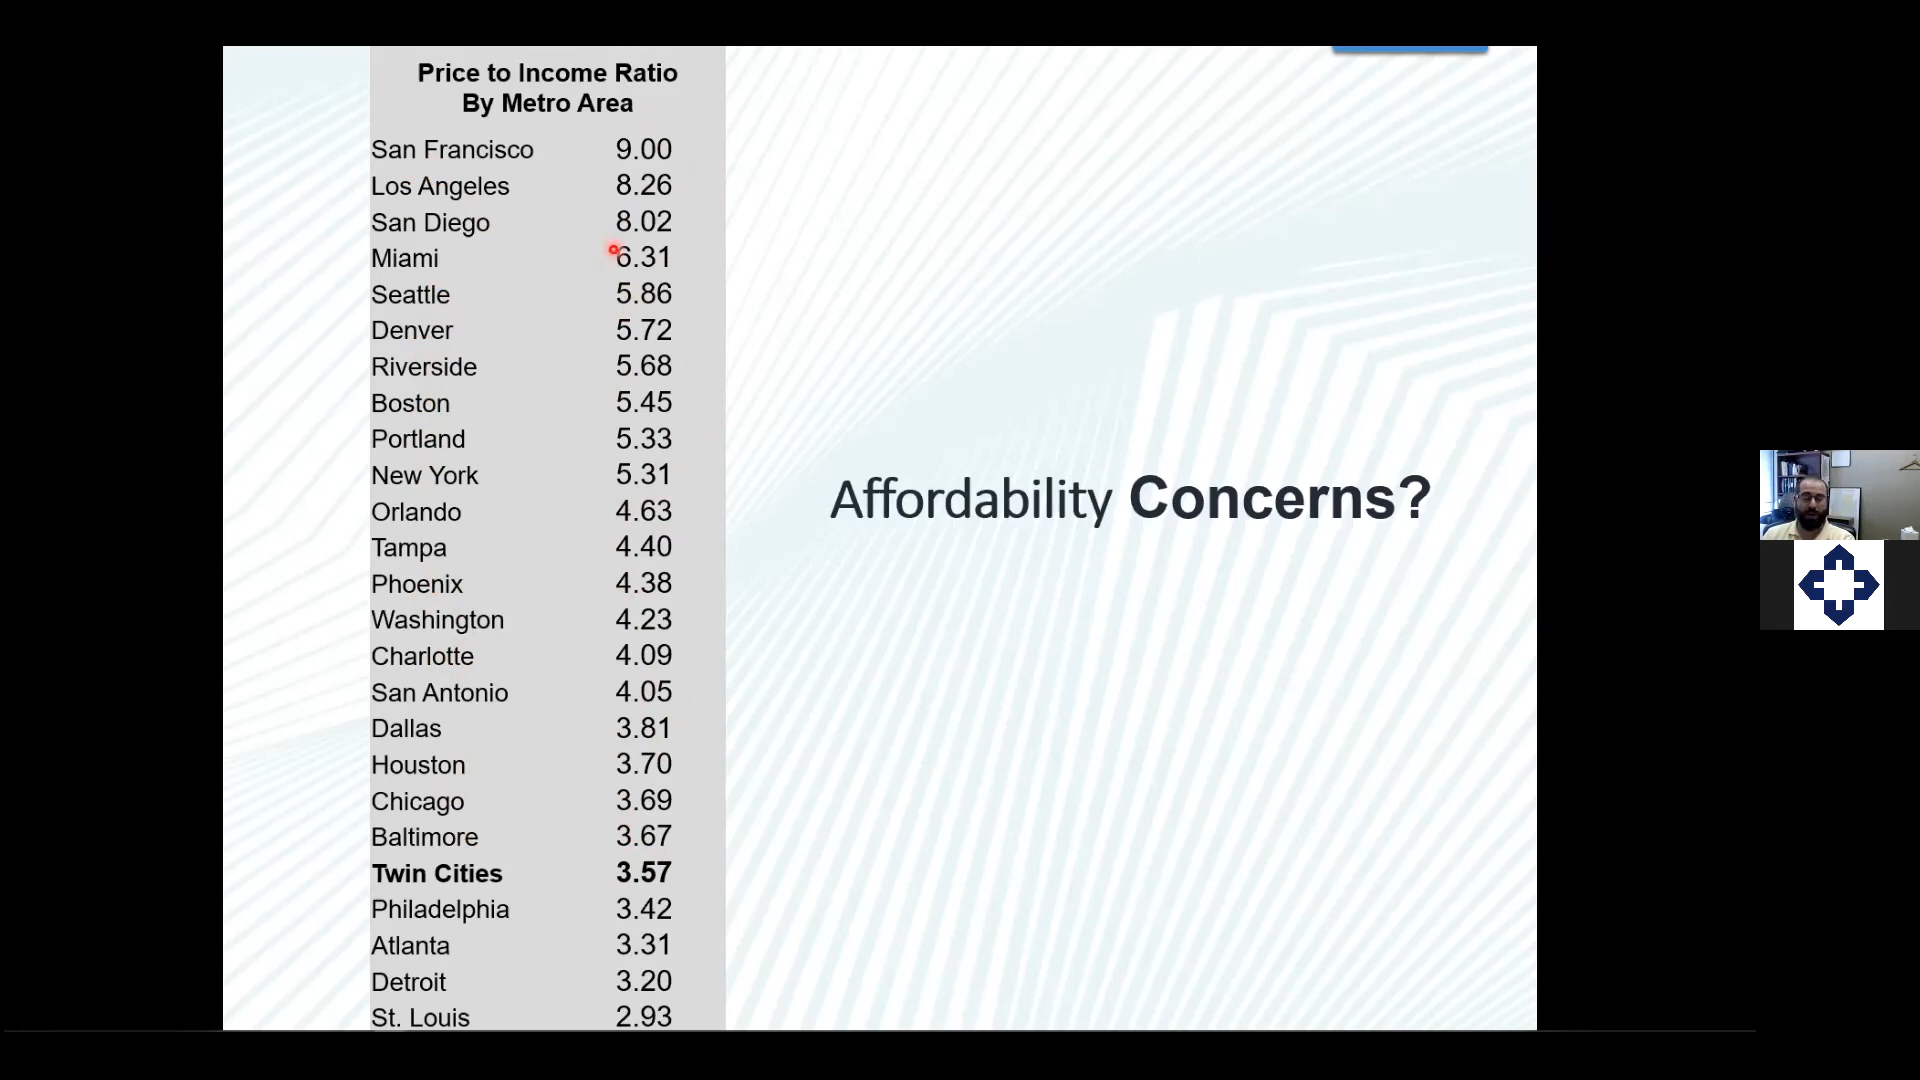 Price to Income Ratio
By Metro Area
San Francisco 9.00
Los Angeles 8.26
San Diego 8.02
Miami 6.31
Seattle 5.86
Denver 5.72
Riverside 5.68
Boston 5.45
Portland 5.33
New York 5.31
Orlando 4.63
Tampa 4.40
Phoenix 4.38
Washington 4.23
Charlotte 4.09
San Antonio 4.05
Dallas 3.81
Houston 3.70
Chicago 3.69
Baltimore 3.67
Twin Cities 3.57
Philadelphia 3.42
Atlanta 3.31
Detroit 3.20
St. Louis 2.93
Affordability Concerns?